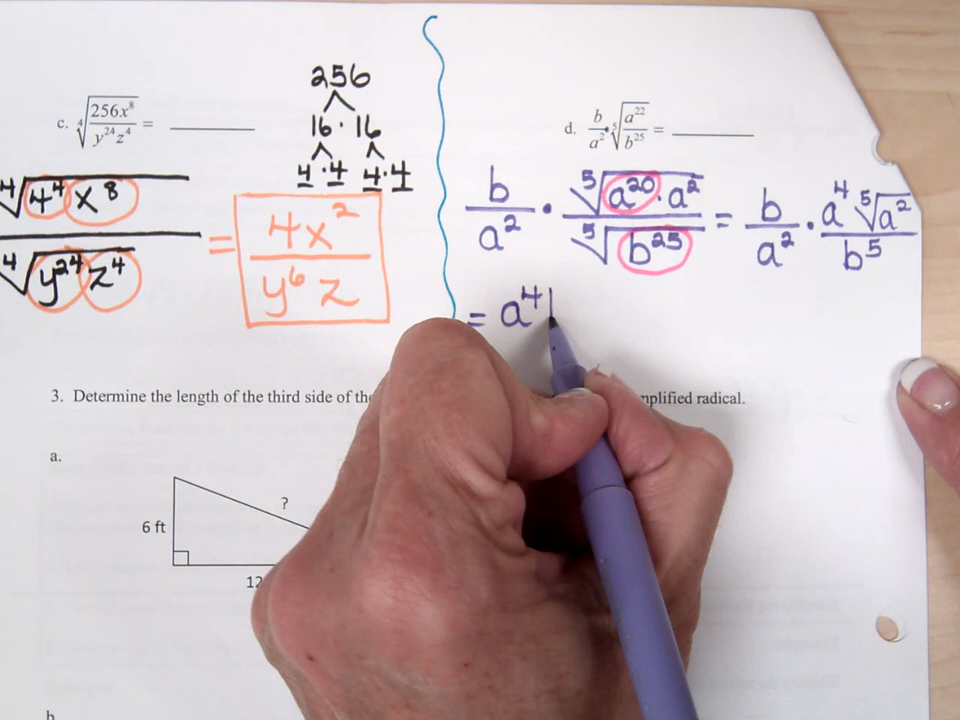 256
16 · 16
4 · 4 4 · 4
c. ⁴√(256x⁸/y²⁴z⁴) = ________
⁴√(4⁴ x⁸) / ⁴√(y²⁴ z⁴) = 4x² / y⁶ z
d. b/a² · ⁵√(a²²/b²⁵) = ________
b/a² · ⁵√(a²⁰ · a²) / ⁵√(b²⁵) = b/a² · a⁴ ⁵√(a²) / b⁵
= a⁴
3. Determine the length of the third side of the mplified radical.
a.
?
6 ft
12
b